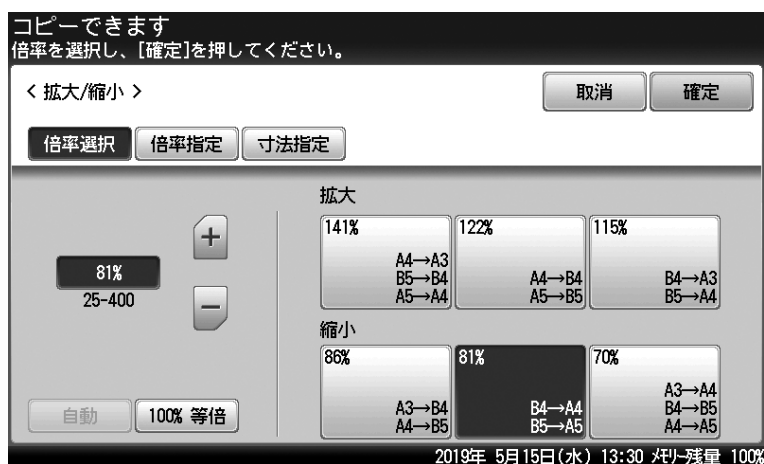 コピーできます
倍率を選択し、[確定]を押してください。
< 拡大/縮小 >
取消
確定
倍率選択
倍率指定
寸法指定
拡大
141%
A4→A3
B5→B4
A5→A4
122%
A4→B4
A5→B5
115%
B4→A3
B5→A4
+
81%
25-400
-
縮小
86%
A3→B4
A4→B5
81%
B4→A4
B5→A5
70%
A3→A4
B4→B5
A4→A5
自動
100% 等倍
2019年 5月15日(水) 13:30 メモリー残量 100%